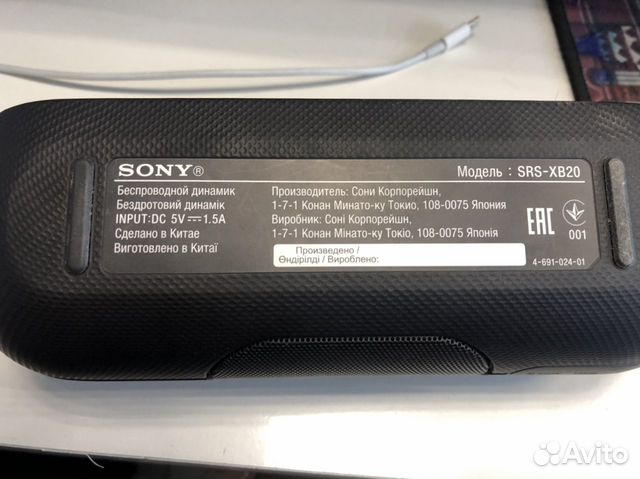 SONY®
Модель : SRS-XB20
Беспроводной динамик
Бездротовий динамік
INPUT:DC 5V⎓1.5A
Сделано в Китае
Виготовлено в Китаї
Производитель: Сони Корпорейшн,
1-7-1 Конан Минато-ку Токио, 108-0075 Япония
Виробник: Соні Корпорейшн,
1-7-1 Конан Мінато-ку Токіо, 108-0075 Японія
Произведено /
Өндірілді / Вироблено:
EAC
001
4-691-024-01
Avito